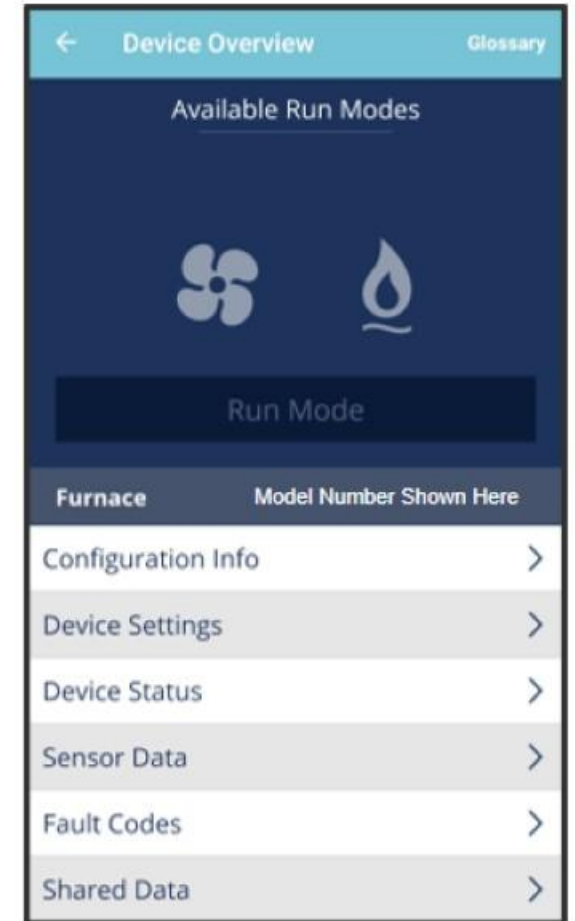 Device Overview Glossary
Available Run Modes
Run Mode
Furnace Model Number Shown Here
Configuration Info
Device Settings
Device Status
Sensor Data
Fault Codes
Shared Data